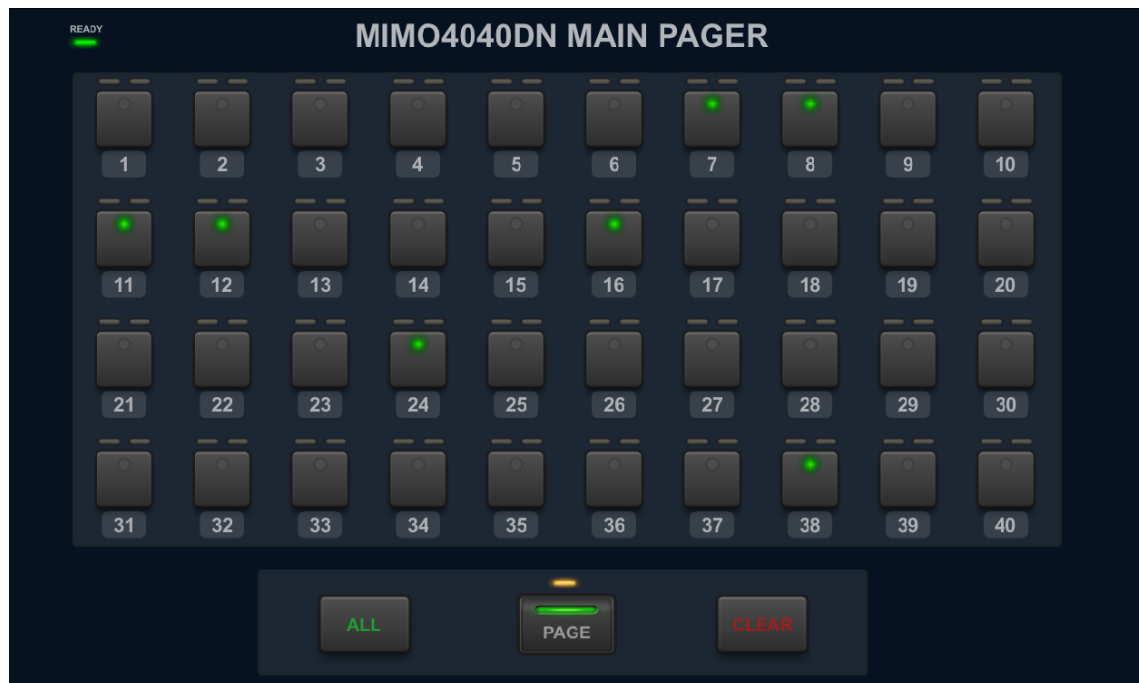 READY
MIMO4040DN MAIN PAGER
1 2 3 4 5 6 7 8 9 10
11 12 13 14 15 16 17 18 19 20
21 22 23 24 25 26 27 28 29 30
31 32 33 34 35 36 37 38 39 40
ALL PAGE CLEAR